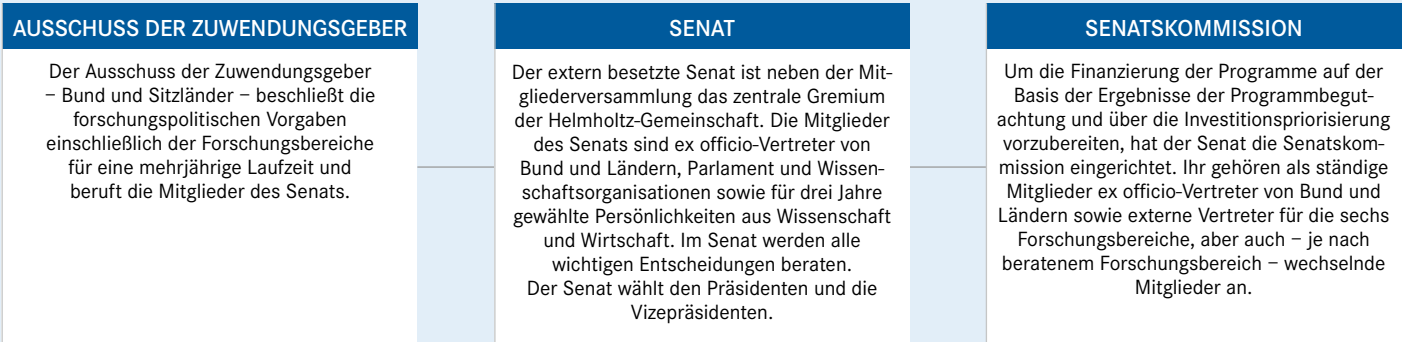 AUSSCHUSS DER ZUWENDUNGSGEBER
Der Ausschuss der Zuwendungsgeber
– Bund und Sitzländer – beschließt die
forschungspolitischen Vorgaben
einschließlich der Forschungsbereiche
für eine mehrjährige Laufzeit und
beruft die Mitglieder des Senats.
SENAT
Der extern besetzte Senat ist neben der Mit-
gliederversammlung das zentrale Gremium
der Helmholtz-Gemeinschaft. Die Mitglieder
des Senats sind ex officio-Vertreter von
Bund und Ländern, Parlament und Wissen-
schaftsorganisationen sowie für drei Jahre
gewählte Persönlichkeiten aus Wissenschaft
und Wirtschaft. Im Senat werden alle
wichtigen Entscheidungen beraten.
Der Senat wählt den Präsidenten und die
Vizepräsidenten.
SENATSKOMMISSION
Um die Finanzierung der Programme auf der
Basis der Ergebnisse der Programmbegut-
achtung und über die Investitionspriorisierung
vorzubereiten, hat der Senat die Senatskom-
mission eingerichtet. Ihr gehören als ständige
Mitglieder ex officio-Vertreter von Bund und
Ländern sowie externe Vertreter für die sechs
Forschungsbereiche, aber auch – je nach
beratenem Forschungsbereich – wechselnde
Mitglieder an.